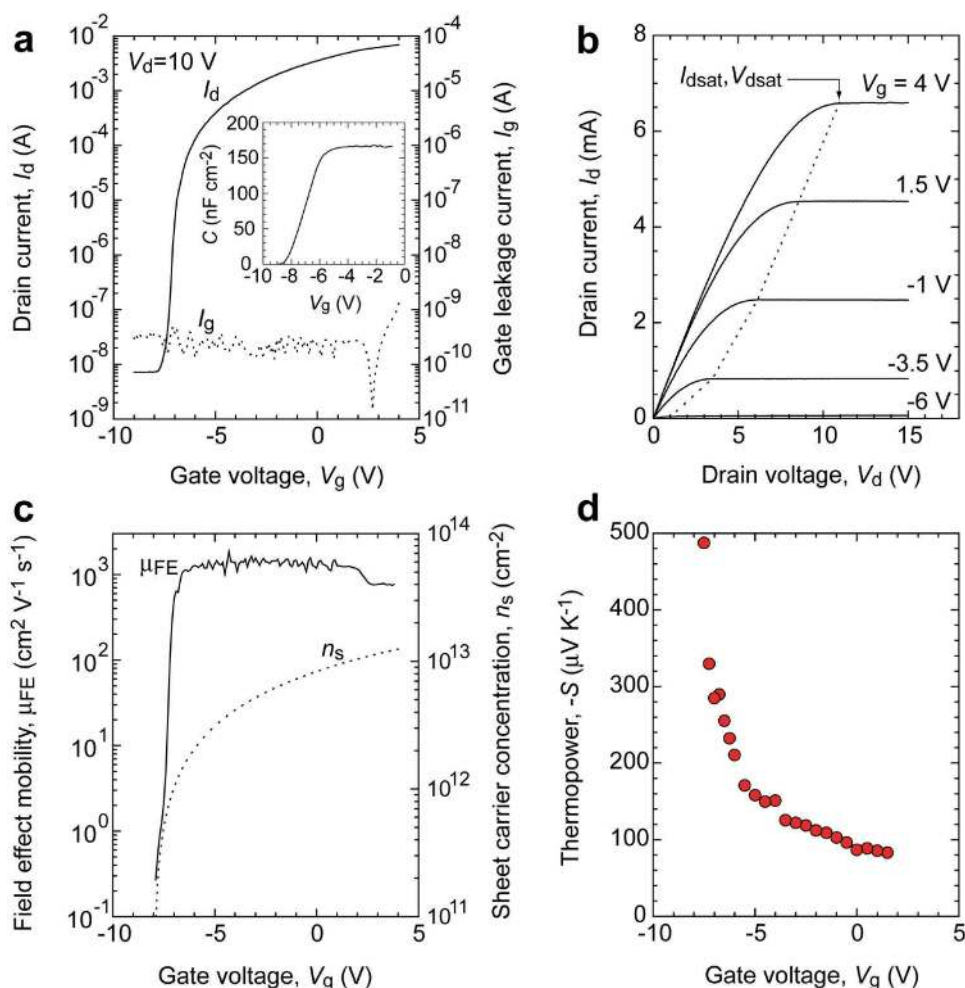 a
V_d=10 V
I_d
I_g
Drain current, I_d (A)
10^-2
10^-3
10^-4
10^-5
10^-6
10^-7
10^-8
10^-9
-10
-5
0
5
Gate voltage, V_g (V)
Gate leakage current, I_g (A)
10^-4
10^-5
10^-6
10^-7
10^-8
10^-9
10^-10
10^-11
C (nF cm^-2)
200
150
100
50
0
-10 -8 -6 -4 -2 0
V_g (V)
b
I_dsat, V_dsat
V_g = 4 V
1.5 V
-1 V
-3.5 V
-6 V
Drain current, I_d (mA)
8
6
4
2
0
0
5
10
15
Drain voltage, V_d (V)
c
μFE
n_s
Field effect mobility, μFE (cm^2 V^-1 s^-1)
10^3
10^2
10^1
10^0
10^-1
-10
-5
0
5
Gate voltage, V_g (V)
Sheet carrier concentration, n_s (cm^-2)
10^14
10^13
10^12
10^11
d
Thermopower, -S (μV K^-1)
500
400
300
200
100
0
-10
-5
0
5
Gate voltage, V_g (V)